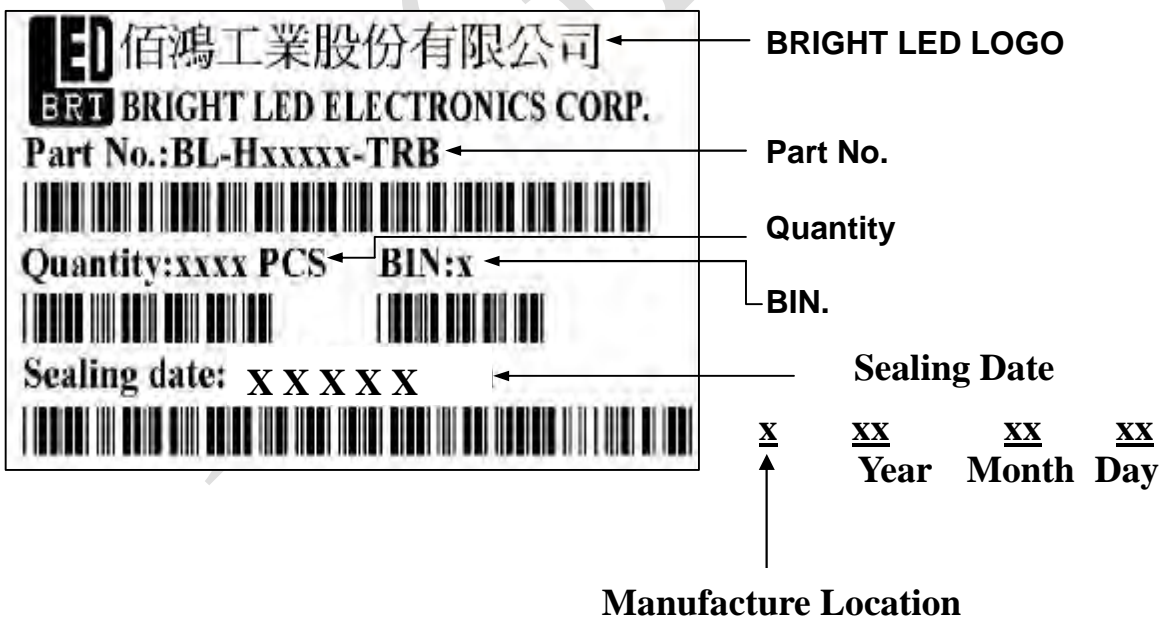 LED 佰鴻工業股份有限公司 BRIGHT LED LOGO
BRT BRIGHT LED ELECTRONICS CORP.
Part No.:BL-Hxxxxx-TRB Part No.
Quantity
Quantity:xxxx PCS BIN:x
BIN.
Sealing date: X X X X X Sealing Date
x xx xx xx
Year Month Day
Manufacture Location